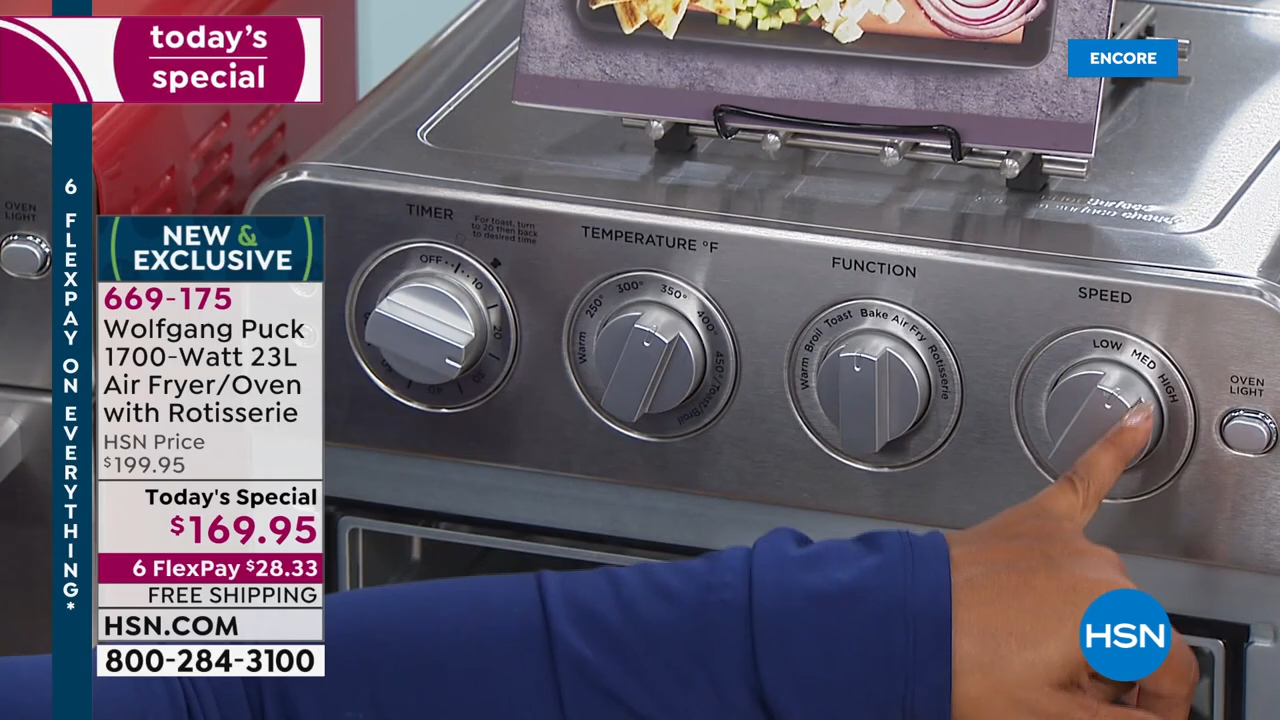 today's
special
ENCORE
6 FLEXPAY ON EVERYTHING*
NEW &
EXCLUSIVE
669-175
Wolfgang Puck
1700-Watt 23L
Air Fryer/Oven
with Rotisserie
HSN Price
$199.95
Today's Special
$169.95
6 FlexPay $28.33
FREE SHIPPING
HSN.COM
800-284-3100
OVEN
LIGHT
TIMER
For toast, turn
to 20 then back
to desired time
OFF
10
20
TEMPERATURE °F
Warm 250° 300° 350° 400° 450°/Toast/Broil
FUNCTION
Warm Broil Toast Bake Air Fry Rotisserie
SPEED
LOW MED HIGH
OVEN
LIGHT
HSN